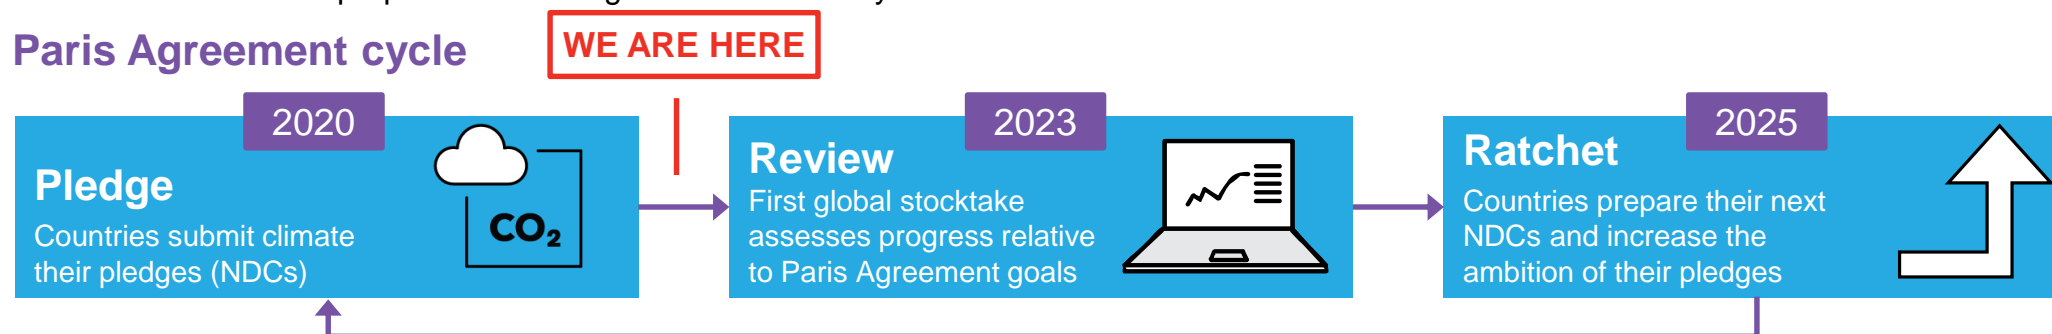 Paris Agreement cycle
WE ARE HERE
2020
Pledge
Countries submit climate
their pledges (NDCs)
CO₂
2023
Review
First global stocktake
assesses progress relative
to Paris Agreement goals
2025
Ratchet
Countries prepare their next
NDCs and increase the
ambition of their pledges